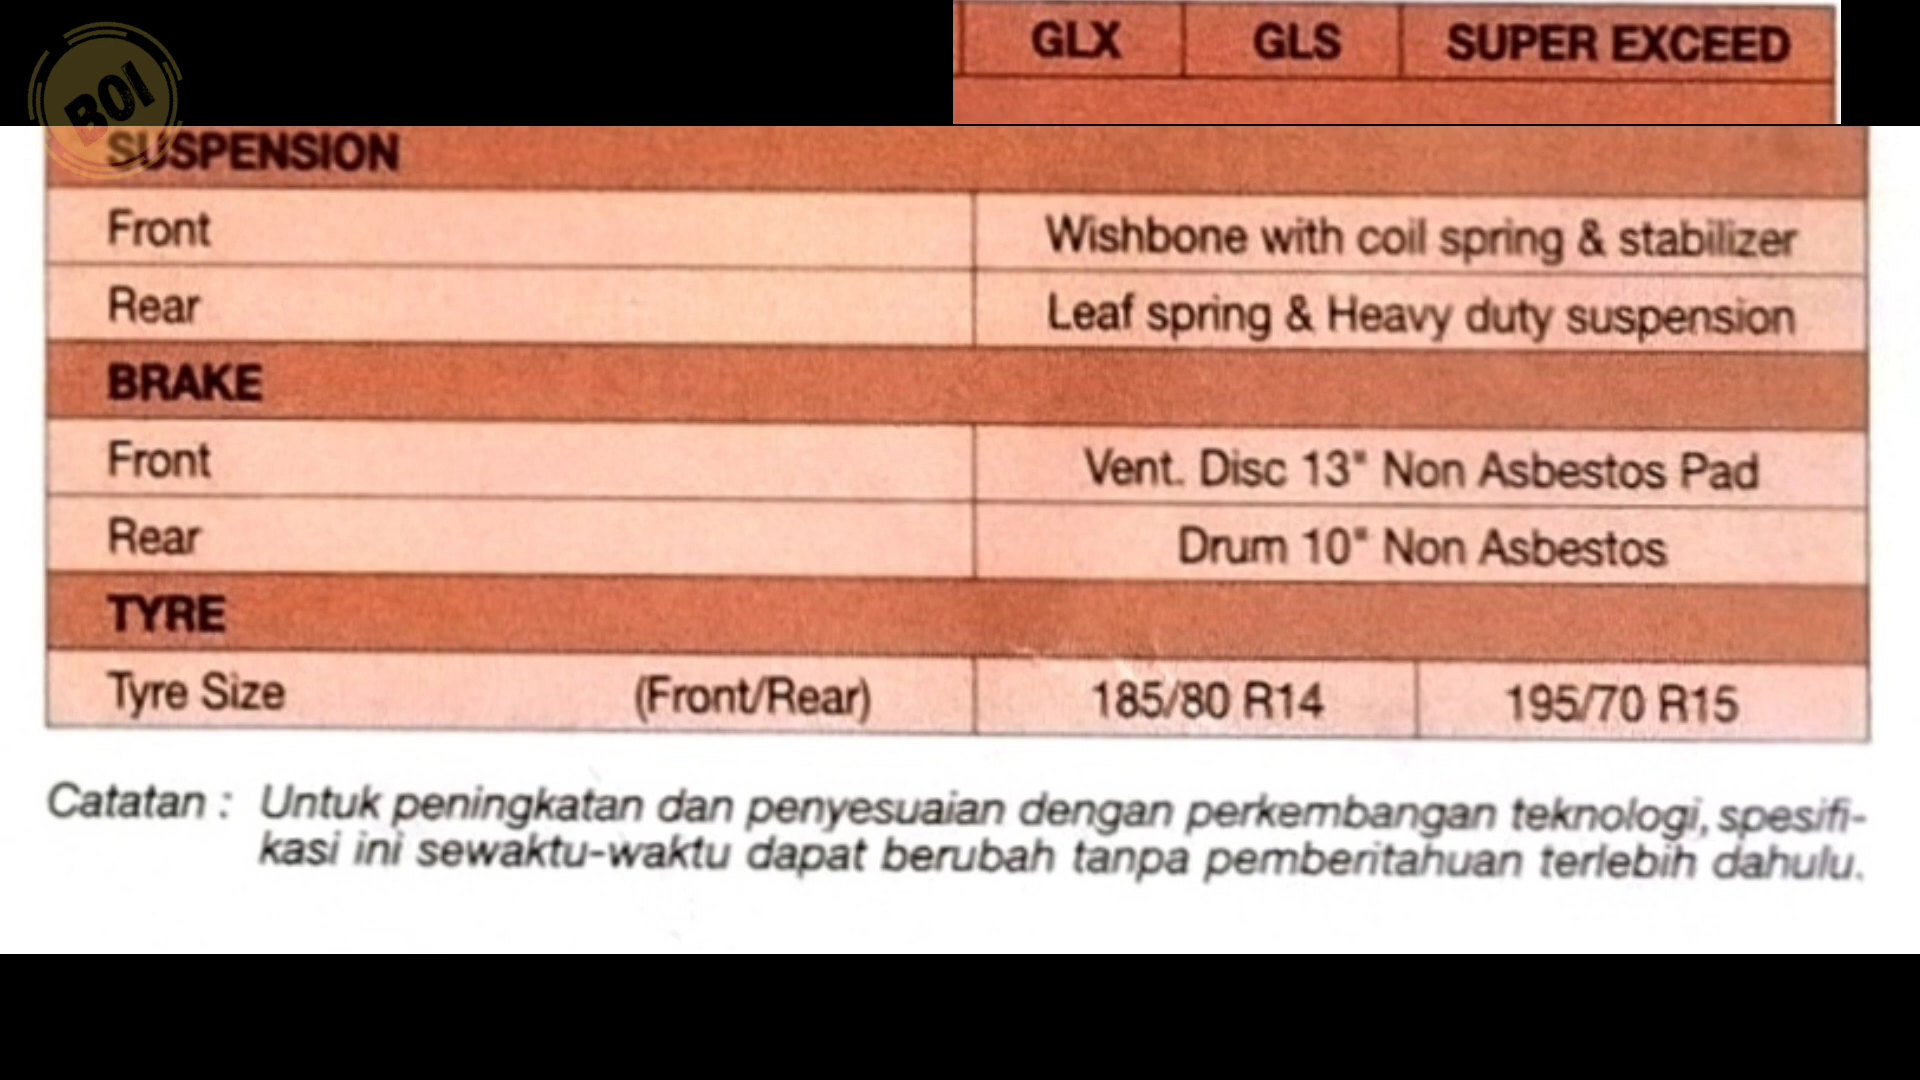 GLX GLS SUPER EXCEED
BOI
SUSPENSION
Front Wishbone with coil spring & stabilizer
Rear Leaf spring & Heavy duty suspension
BRAKE
Front Vent. Disc 13" Non Asbestos Pad
Rear Drum 10" Non Asbestos
TYRE
Tyre Size (Front/Rear) 185/80 R14 195/70 R15
Catatan : Untuk peningkatan dan penyesuaian dengan perkembangan teknologi, spesifi-
kasi ini sewaktu-waktu dapat berubah tanpa pemberitahuan terlebih dahulu.